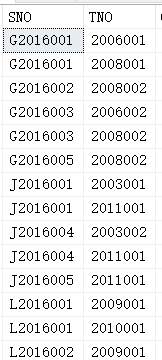 SNO TNO
G2016001 2006001
G2016001 2008001
G2016002 2008002
G2016003 2006002
G2016003 2008002
G2016005 2008002
J2016001 2003001
J2016001 2011001
J2016004 2003002
J2016004 2011001
J2016005 2011001
L2016001 2009001
L2016001 2010001
L2016002 2009001